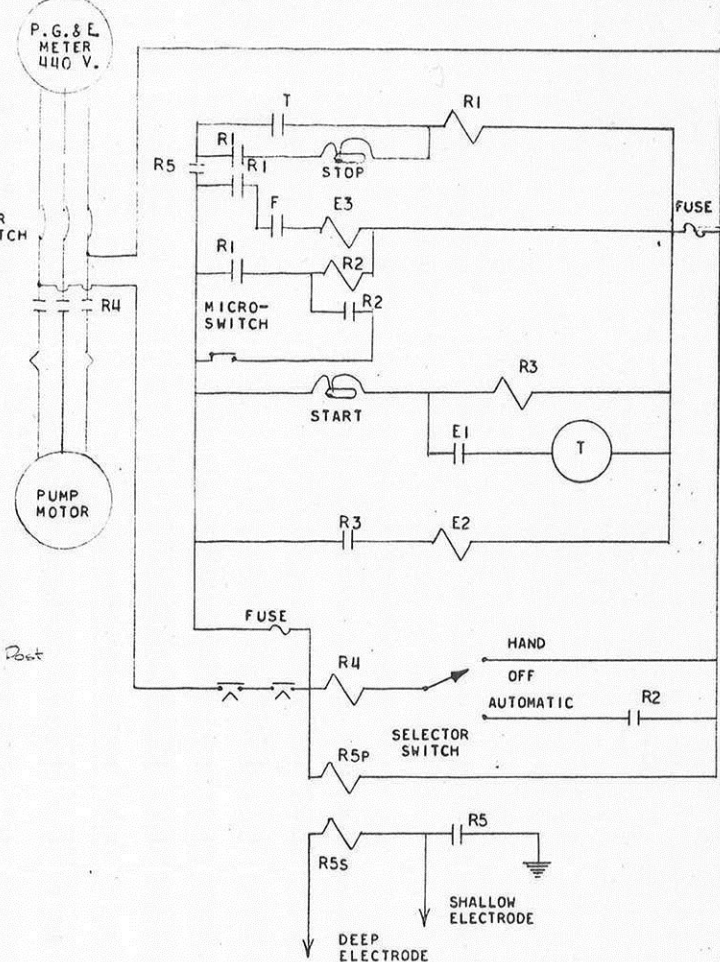 P.G.&E.
METER
440 V.
T
R1
R1
R5
R1
STOP
F
E3
FUSE
R
TCH
R1
R2
R4
R2
MICRO-
SWITCH
R3
START
E1
T
PUMP
MOTOR
R3
E2
FUSE
Post
HAND
R4
OFF
AUTOMATIC
R2
SELECTOR
SWITCH
R5P
R5
R5S
SHALLOW
ELECTRODE
DEEP
ELECTRODE